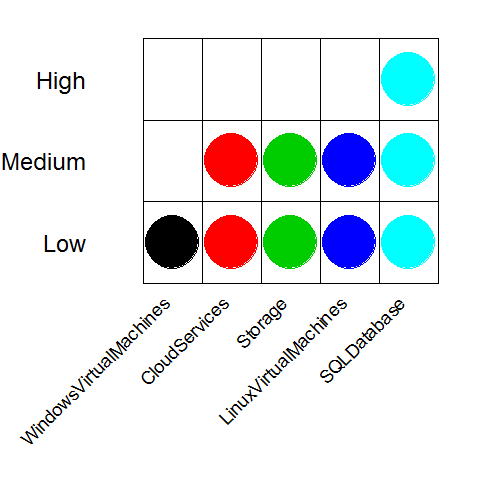 High
Medium
Low
WindowsVirtualMachines
CloudServices
Storage
LinuxVirtualMachines
SQLDatabase